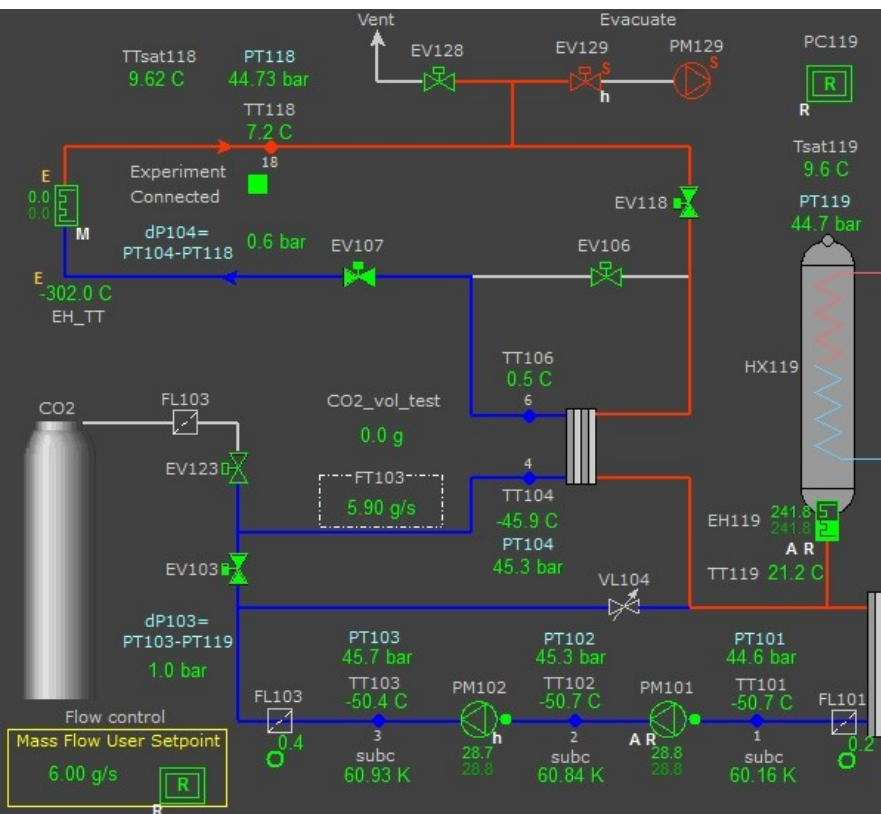 Vent
Evacuate
TTsat118
9.62 C
PT118
44.73 bar
EV128
EV129
S
h
PM129
S
PC119
R
R
TT118
7.2 C
18
Tsat119
9.6 C
E
0.0
0.0
M
Experiment
Connected
EV118
PT119
44.7 bar
dP104=
PT104-PT118
0.6 bar
EV107
EV106
E
-302.0 C
EH_TT
TT106
0.5 C
6
HX119
CO2
FL103
CO2_vol_test
0.0 g
EV123
FT103
5.90 g/s
4
TT104
-45.9 C
PT104
45.3 bar
EH119
241.8
241.8
A R
TT119 21.2 C
EV103
VL104
dP103=
PT103-PT119
1.0 bar
PT103
45.7 bar
PT102
45.3 bar
PT101
44.6 bar
FL103
0.4
TT103
-50.4 C
3
PM102
h
28.7
28.8
TT102
-50.7 C
2
PM101
A R
28.8
28.8
TT101
-50.7 C
1
FL101
0.2
subc
60.93 K
subc
60.84 K
subc
60.16 K
Flow control
Mass Flow User Setpoint
6.00 g/s
R
R